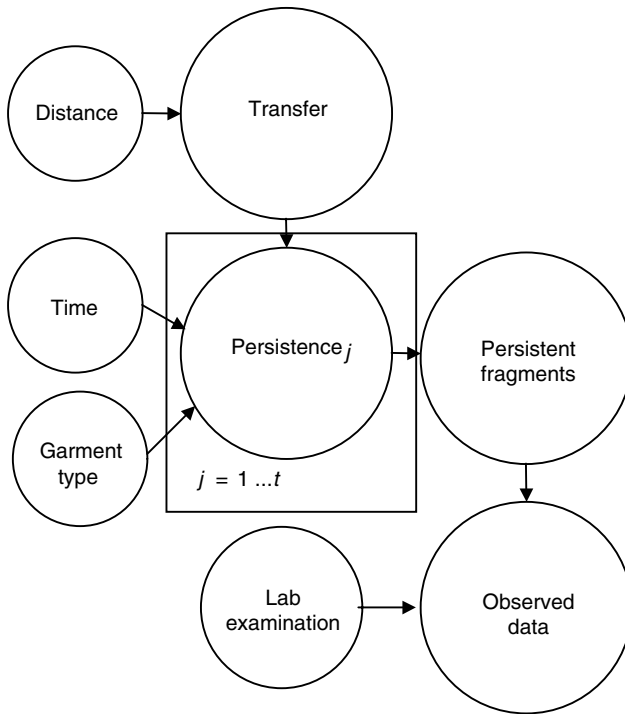 Distance
Transfer
Time
Persistence j
Persistent
fragments
Garment
type
j = 1 ...t
Lab
examination
Observed
data